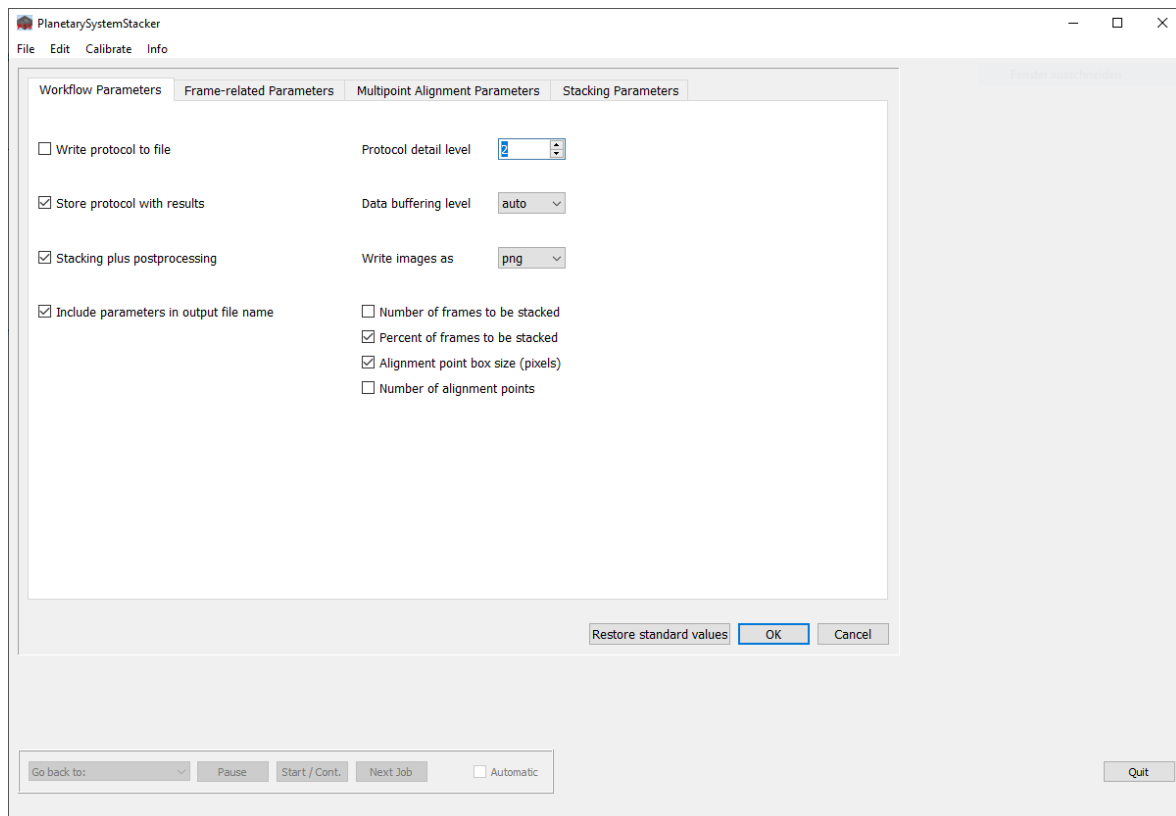 PlanetarySystemStacker
File Edit Calibrate Info
Workflow Parameters Frame-related Parameters Multipoint Alignment Parameters Stacking Parameters
Write protocol to file Protocol detail level 2
Store protocol with results Data buffering level auto
Stacking plus postprocessing Write images as png
Include parameters in output file name Number of frames to be stacked
Percent of frames to be stacked
Alignment point box size (pixels)
Number of alignment points
Restore standard values OK Cancel
Go back to: Pause Start / Cont. Next Job Automatic Quit